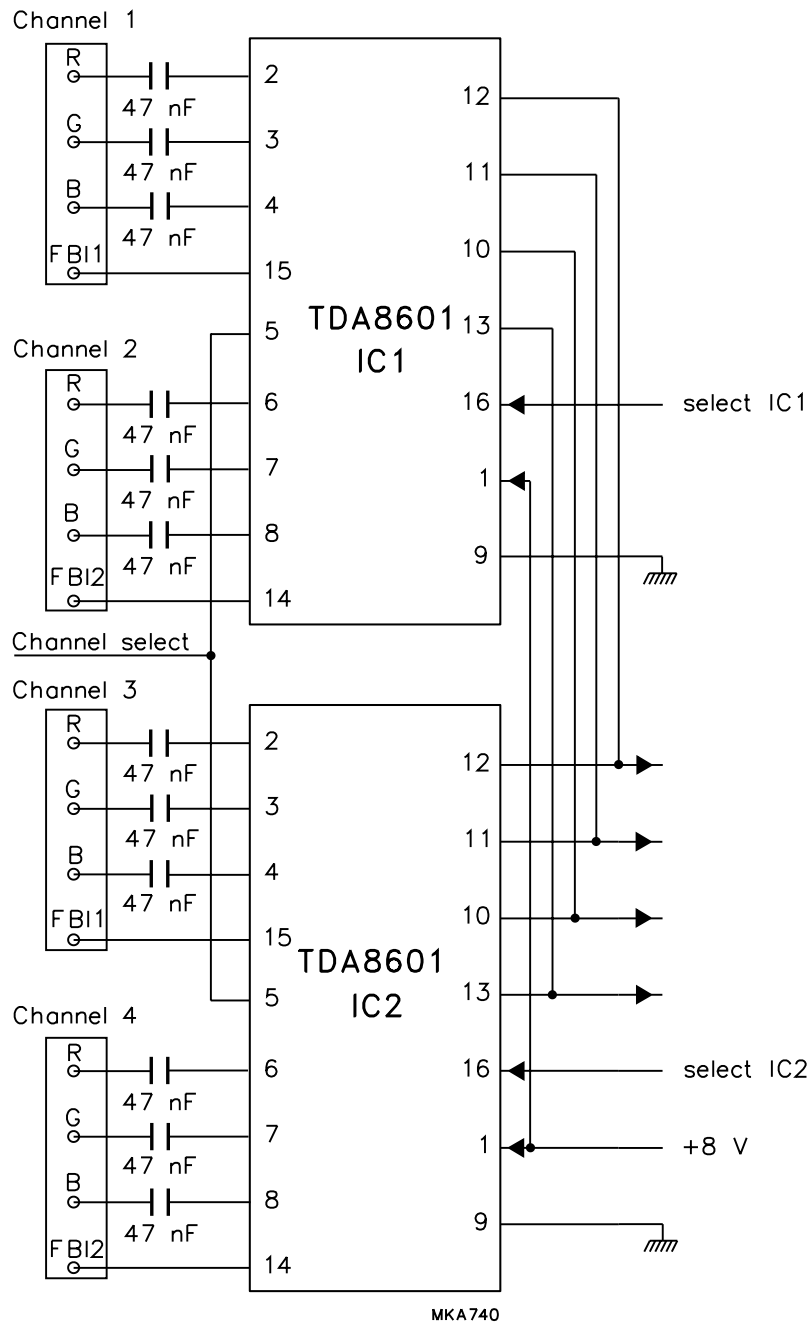 Channel 1
R
47 nF
2
G
47 nF
3
B
47 nF
4
FBI1
15
5
Channel 2
R
47 nF
6
G
47 nF
7
B
47 nF
8
FBI2
14
TDA8601
IC1
12
11
10
13
16
select IC1
1
9
Channel select
Channel 3
R
47 nF
2
G
47 nF
3
B
47 nF
4
FBI1
15
5
Channel 4
R
47 nF
6
G
47 nF
7
B
47 nF
8
FBI2
14
TDA8601
IC2
12
11
10
13
16
select IC2
1
+8 V
9
MKA740